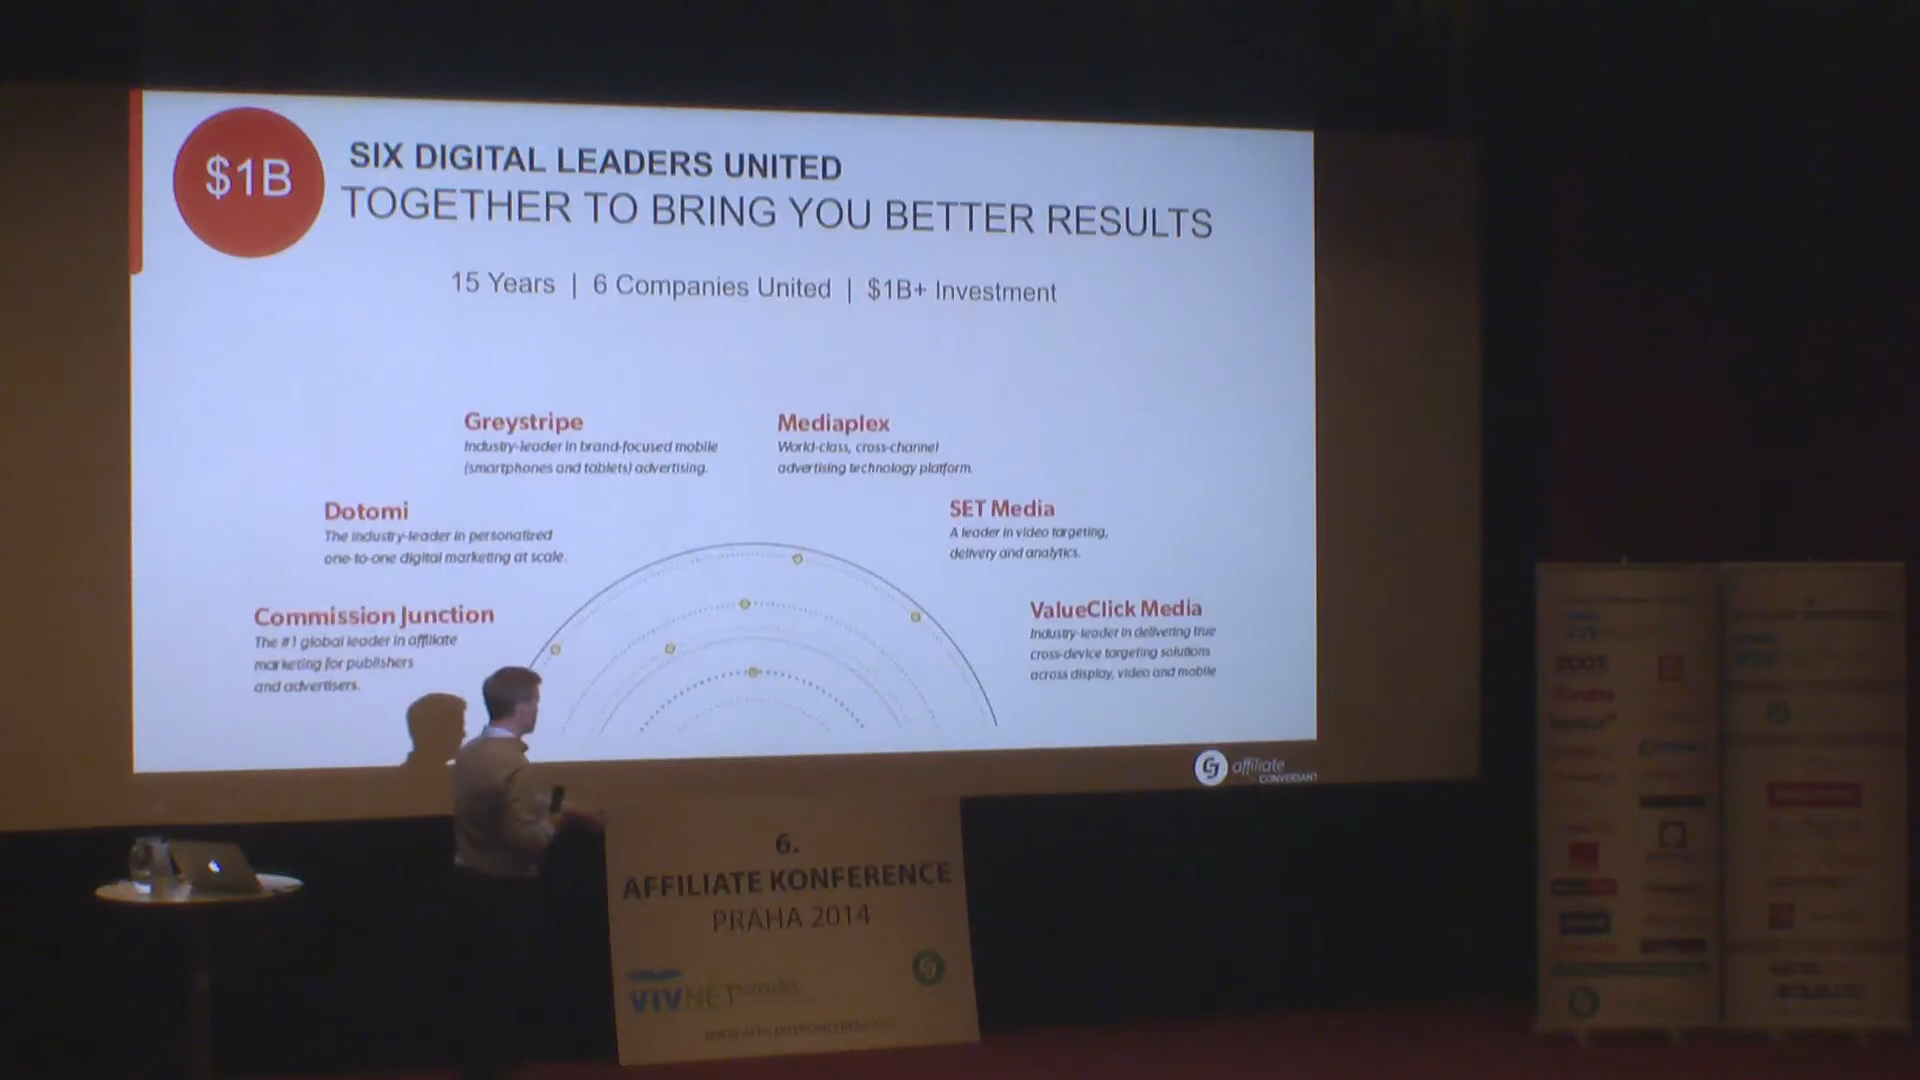 $1B
SIX DIGITAL LEADERS UNITED
TOGETHER TO BRING YOU BETTER RESULTS
15 Years | 6 Companies United | $1B+ Investment
Greystripe
Industry-leader in brand-focused mobile
(smartphones and tablets) advertising.
Mediaplex
World-class, cross-channel
advertising technology platform.
Dotomi
The industry-leader in personalized
one-to-one digital marketing at scale.
SET Media
A leader in video targeting,
delivery and analytics.
Commission Junction
The #1 global leader in affiliate
marketing for publishers
and advertisers.
ValueClick Media
Industry-leader in delivering true
cross-device targeting solutions
across display, video and mobile
CJ affiliate
CONVERSANT
6.
AFFILIATE KONFERENCE
PRAHA 2014
VIVNETworks
ZOOT